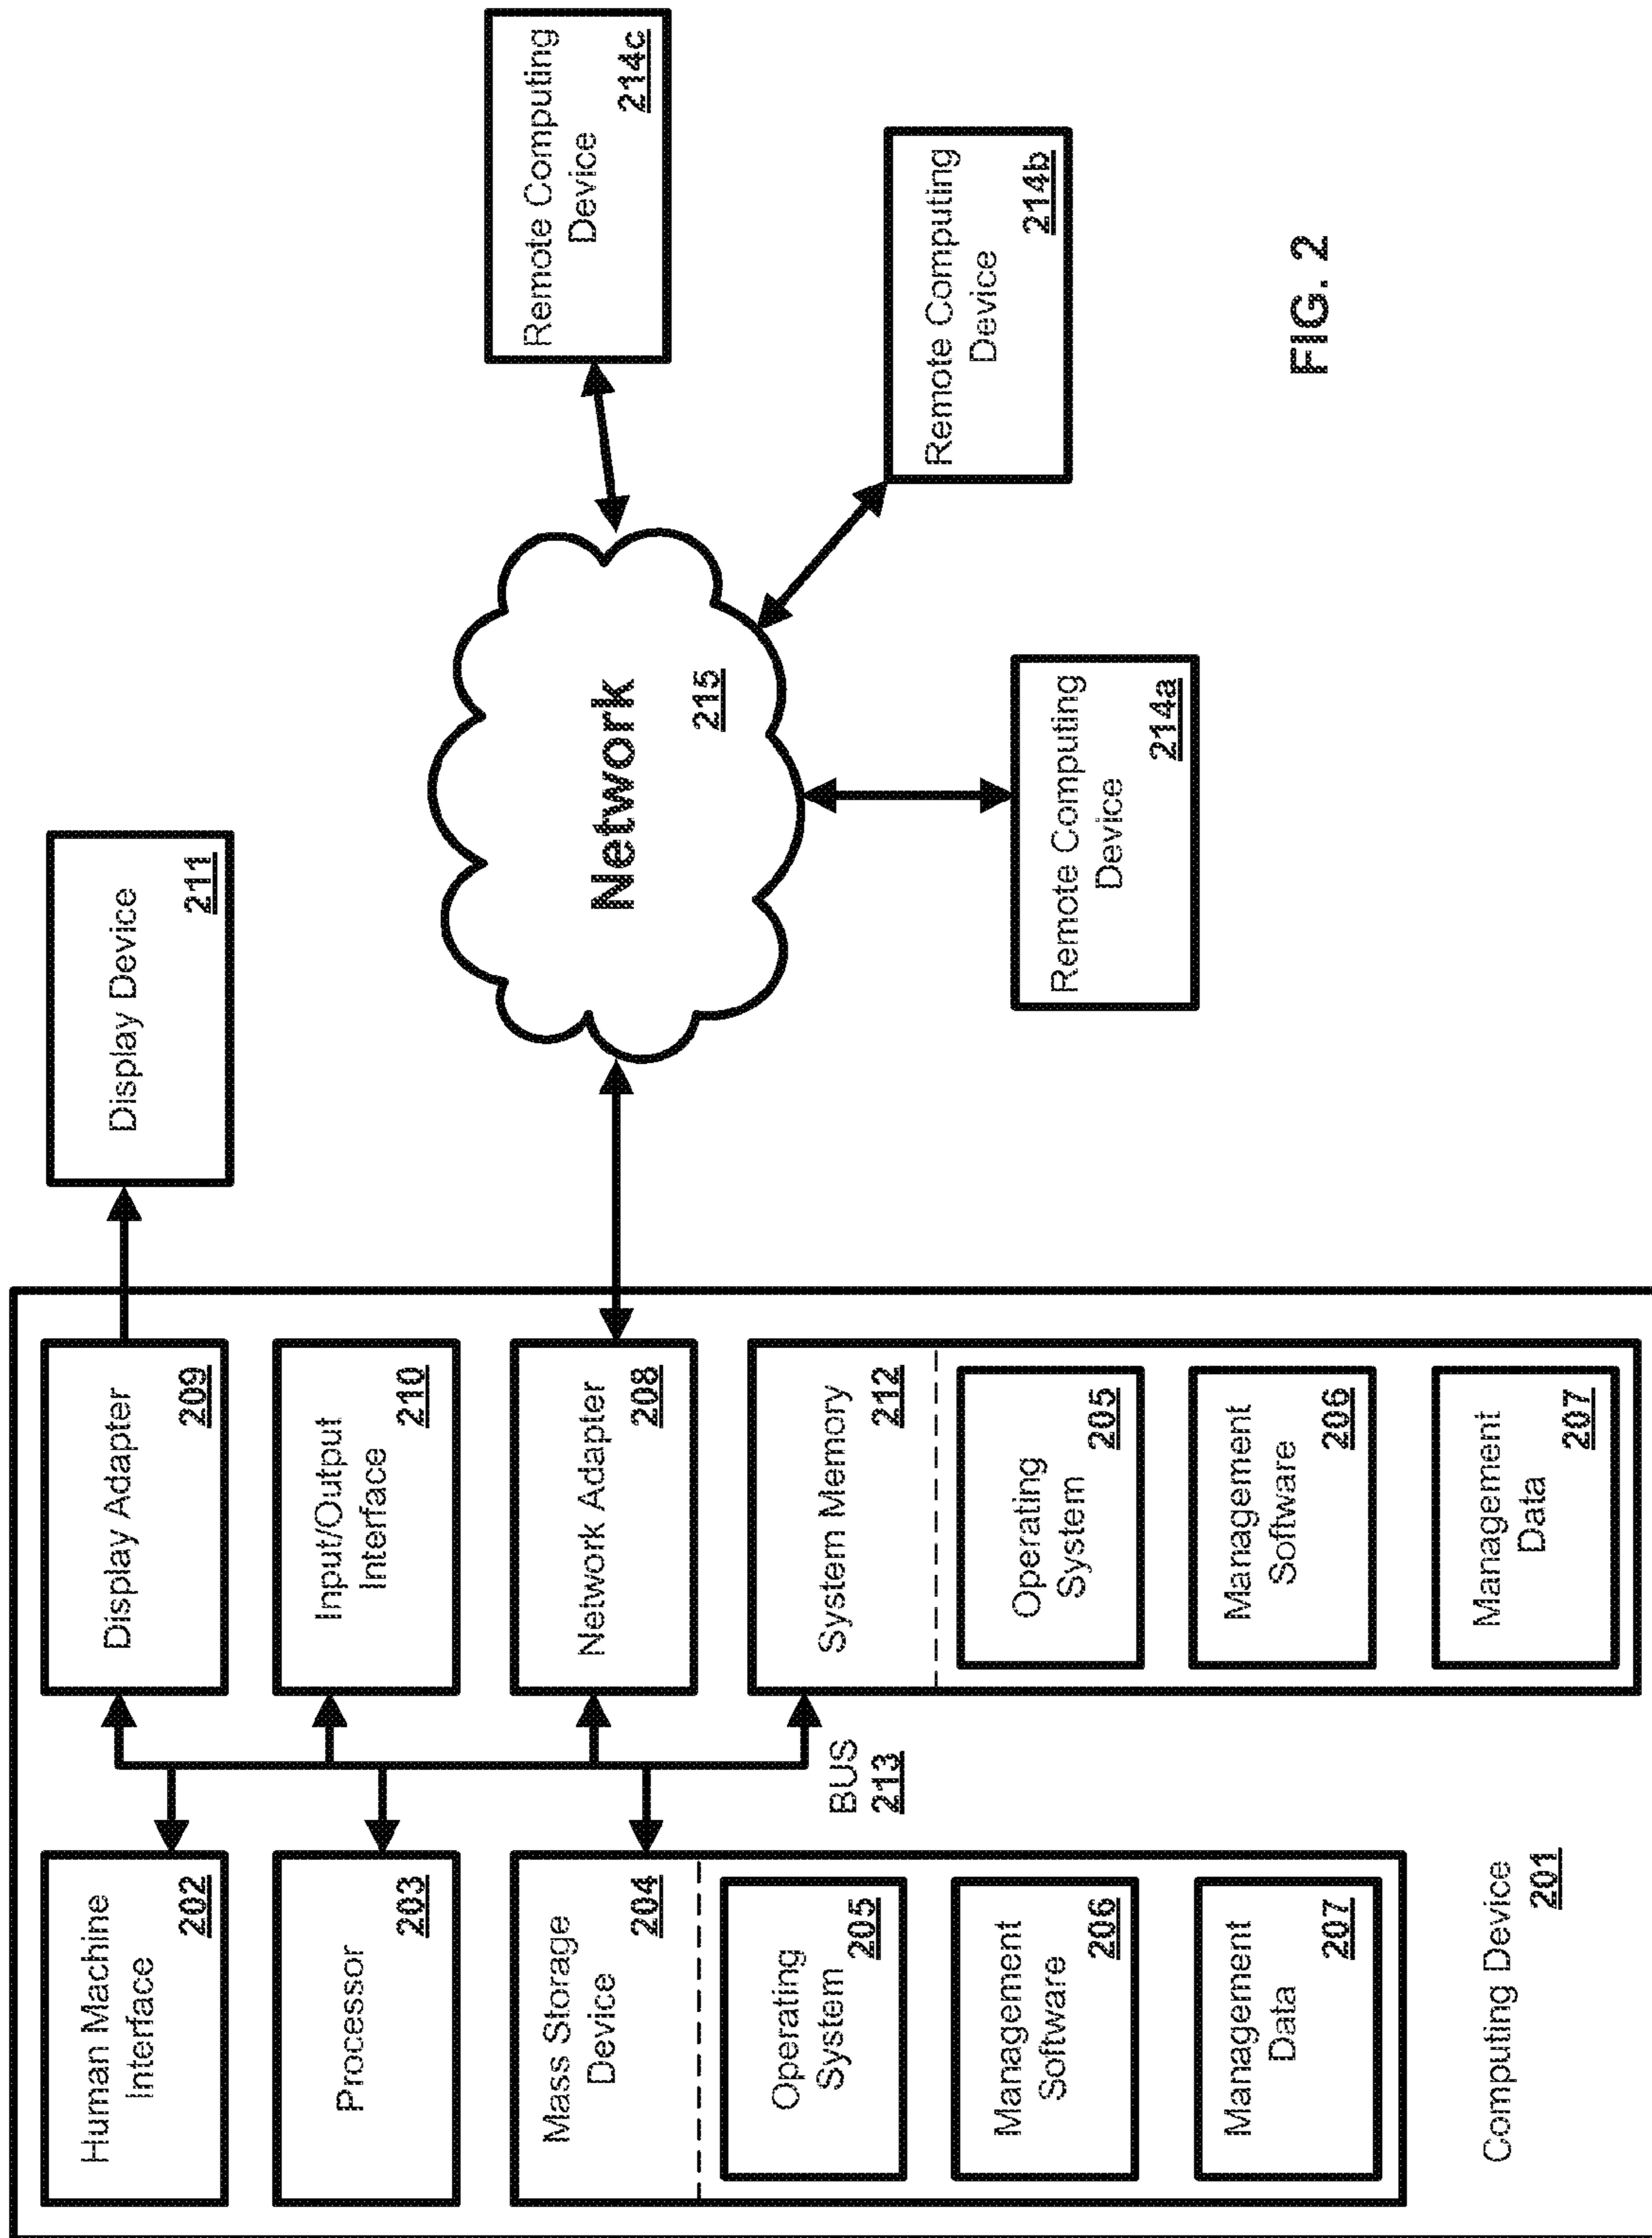 Human Machine
Interface
202
Processor
203
Mass Storage
Device
204
Operating
System
205
Management
Software
206
Management
Data
207
Computing Device
201
BUS
213
Display Adapter
209
Input/Output
Interface
210
Network Adapter
208
System Memory
212
Operating
System
205
Management
Software
206
Management
Data
207
Display Device
211
Network
215
Remote Computing
Device
214a
Remote Computing
Device
214b
Remote Computing
Device
214c
FIG. 2